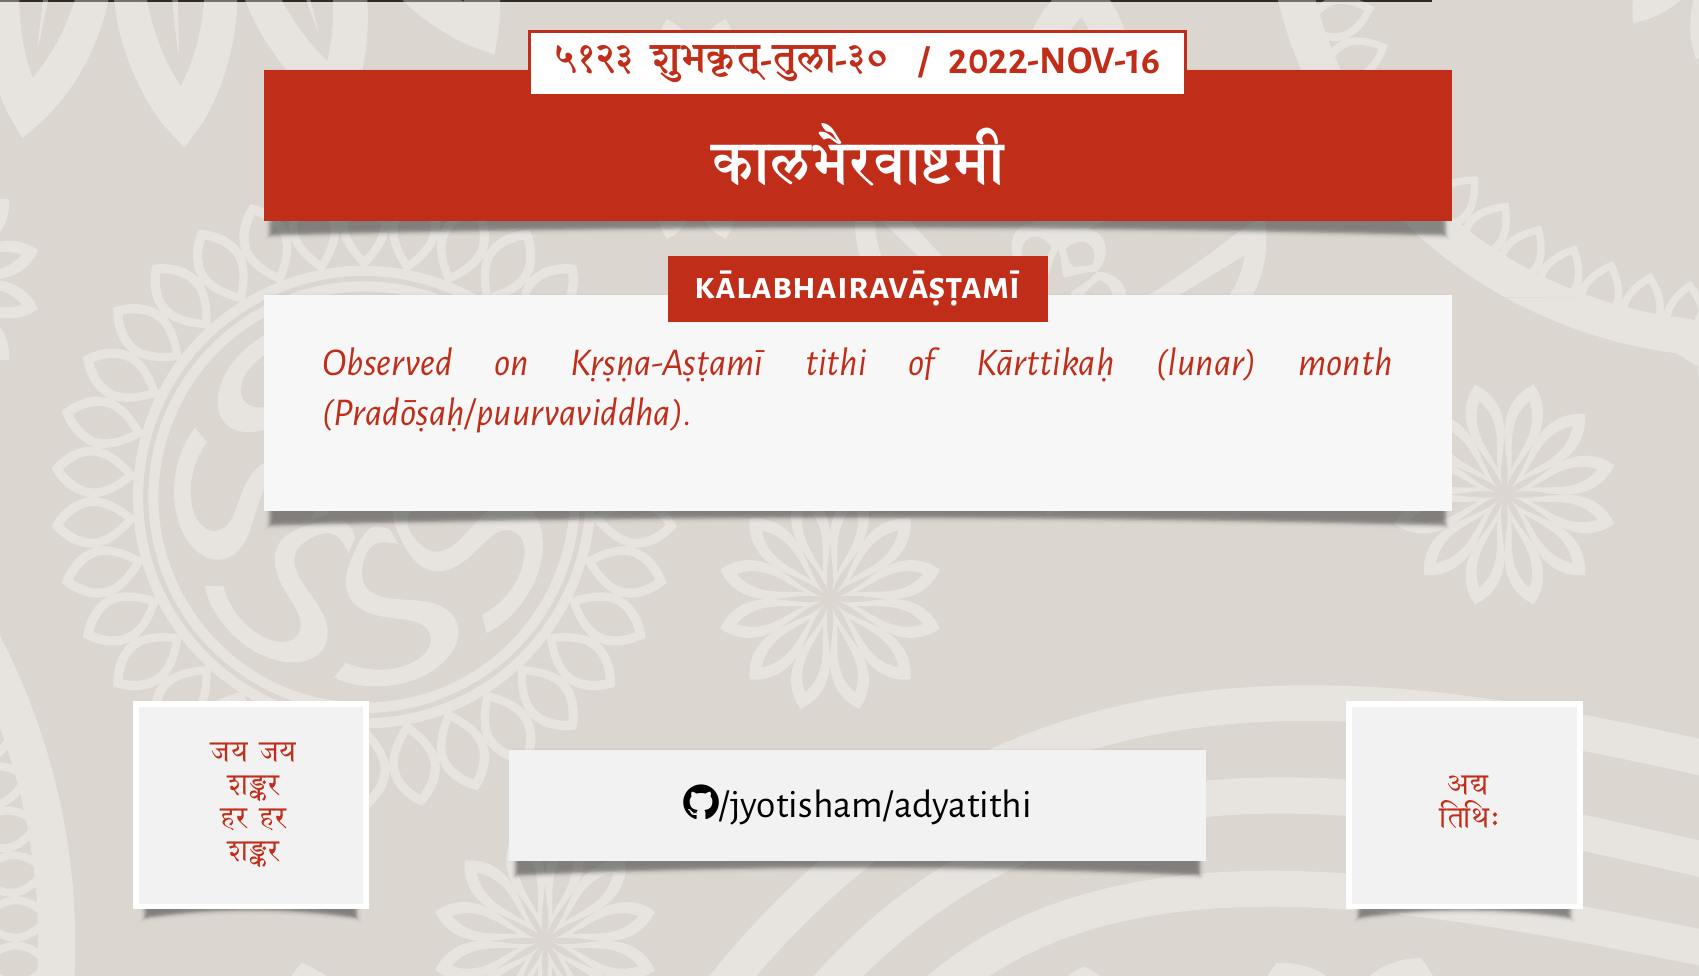 ५१२३ शुभकृत्-तुला-३० / 2022-NOV-16
कालभैरवाष्टमी
KĀLABHAIRAVĀṢṬAMĪ
Observed on Kṛṣṇa-Aṣṭamī tithi of Kārttikaḥ (lunar) month
(Pradōṣaḥ/puurvaviddha).
जय जय
शङ्कर
हर हर
शङ्कर
/jyotisham/adyatithi
अद्य
तिथिः